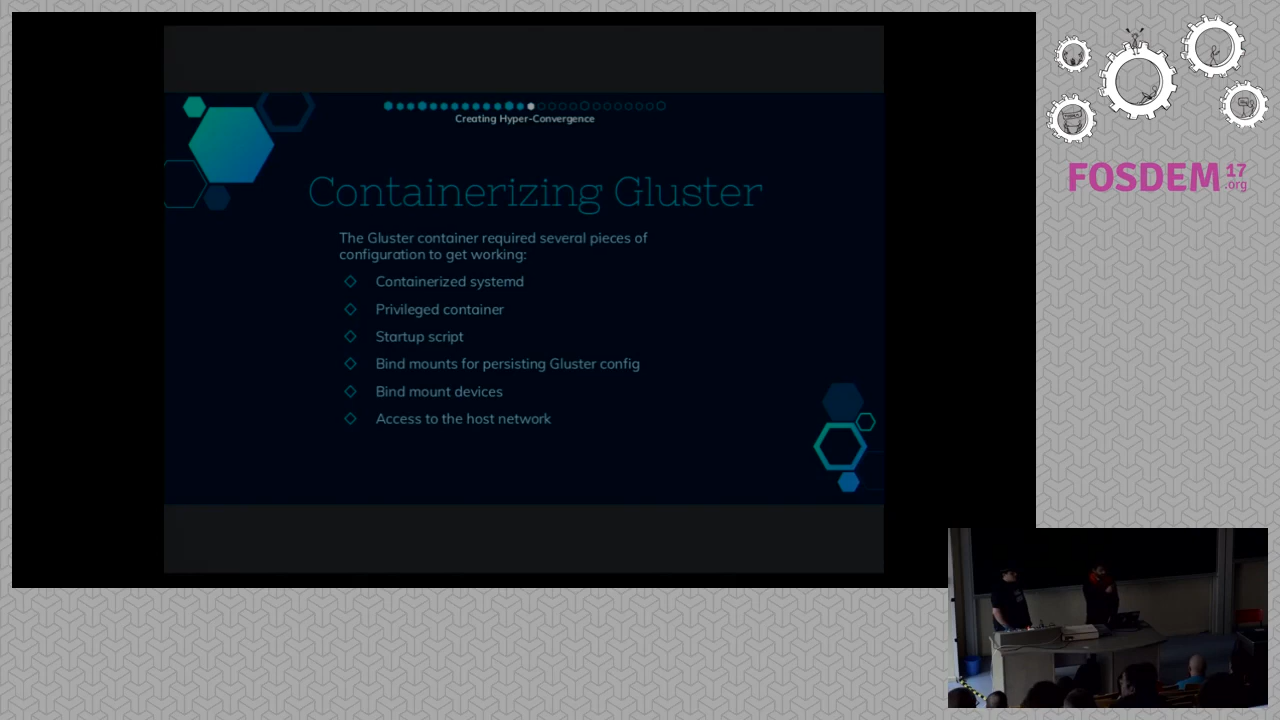 Creating Hyper-Convergence
Containerizing Gluster
The Gluster container required several pieces of
configuration to get working:
Containerized systemd
Privileged container
Startup script
Bind mounts for persisting Gluster config
Bind mount devices
Access to the host network
FOSDEM 17
.org